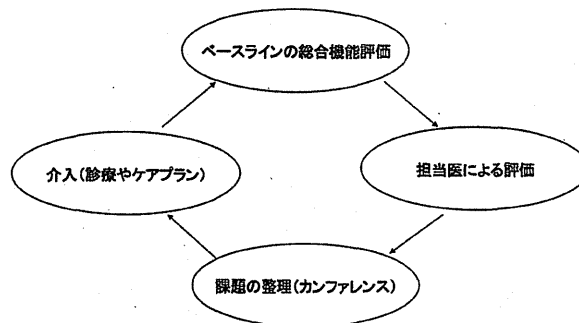 ベースラインの総合機能評価
介入(診療やケアプラン)
担当医による評価
課題の整理(カンファレンス)